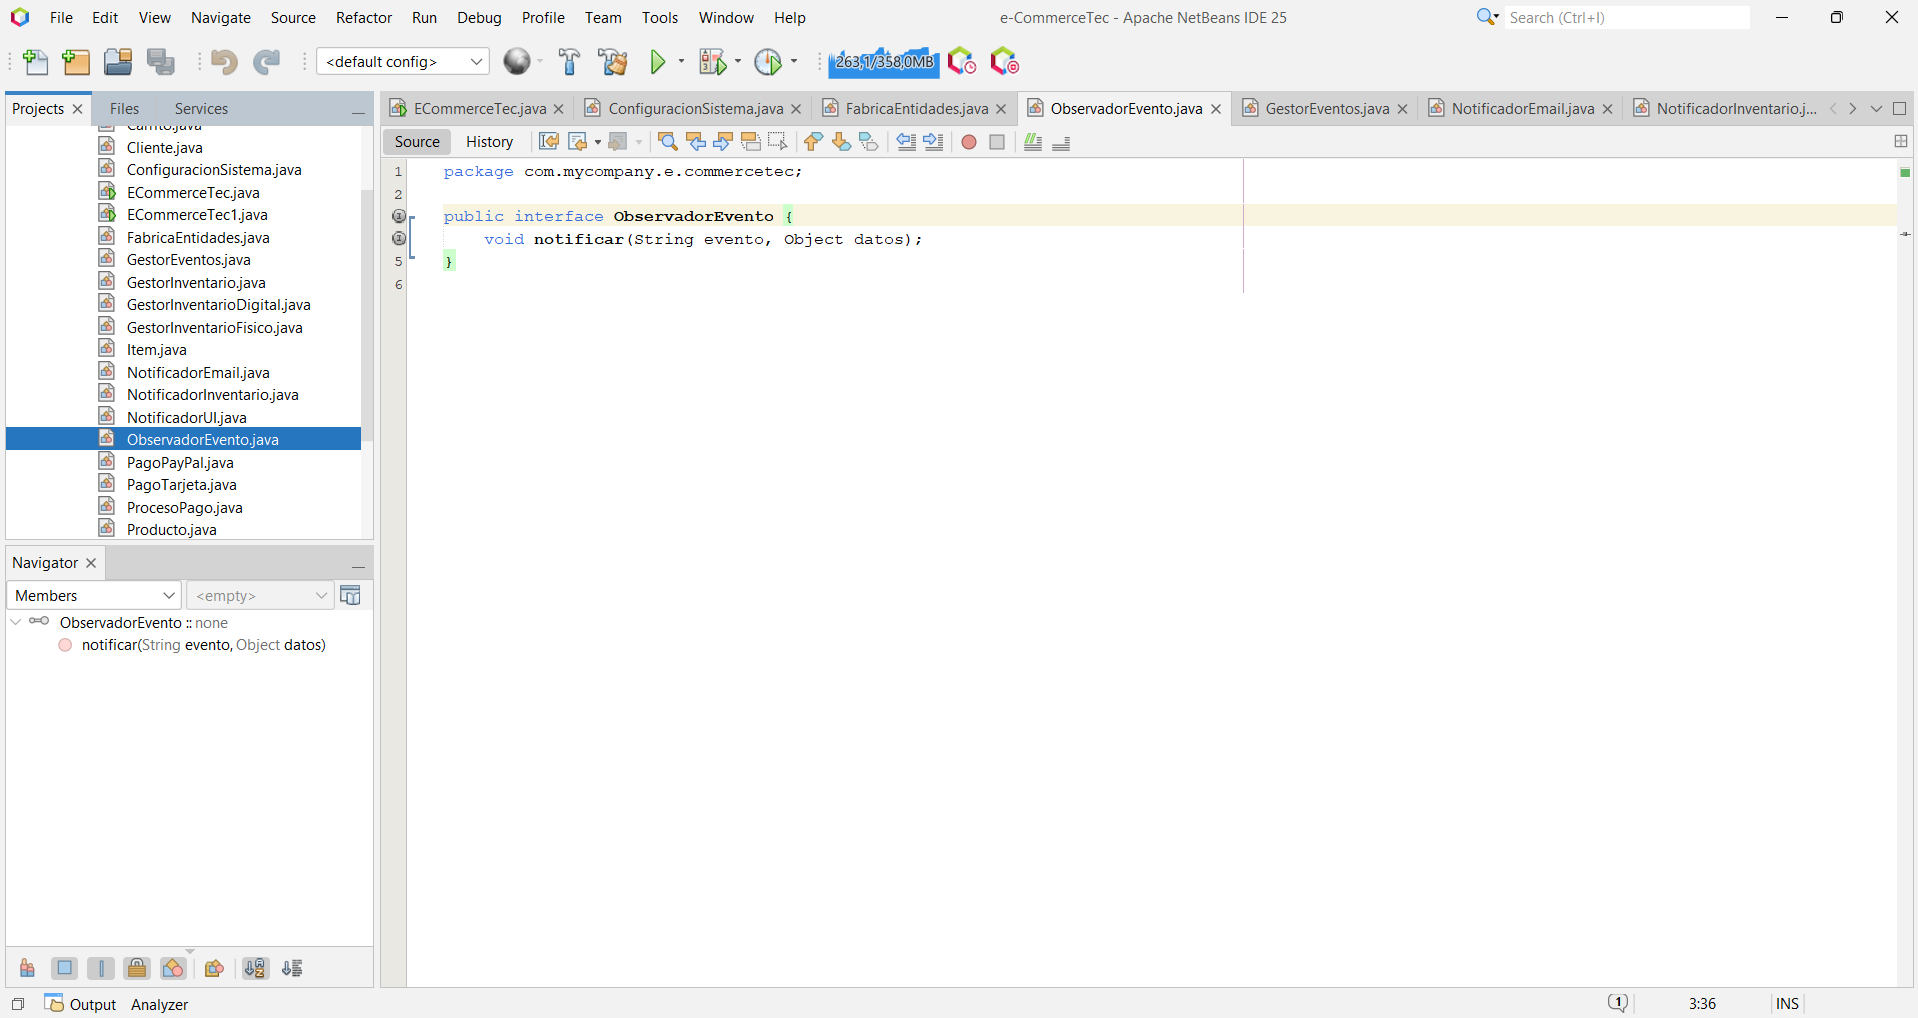 File Edit View Navigate Source Refactor Run Debug Profile Team Tools Window Help
e-CommerceTec - Apache NetBeans IDE 25
Search (Ctrl+I)
<default config>
263,1/358,0MB
Projects Files Services
ECommerceTec.java ConfiguracionSistema.java FabricaEntidades.java ObservadorEvento.java GestorEventos.java NotificadorEmail.java NotificadorInventario.j...
Source History
Carrito.java
Cliente.java
ConfiguracionSistema.java
ECommerceTec.java
ECommerceTec1.java
FabricaEntidades.java
GestorEventos.java
GestorInventario.java
GestorInventarioDigital.java
GestorInventarioFisico.java
Item.java
NotificadorEmail.java
NotificadorInventario.java
NotificadorUI.java
ObservadorEvento.java
PagoPayPal.java
PagoTarjeta.java
ProcesoPago.java
Producto.java
1 package com.mycompany.e.commercetec;
2
public interface ObservadorEvento {
void notificar(String evento, Object datos);
5 }
6
Navigator
Members <empty>
ObservadorEvento :: none
notificar(String evento, Object datos)
Output Analyzer
1 3:36 INS